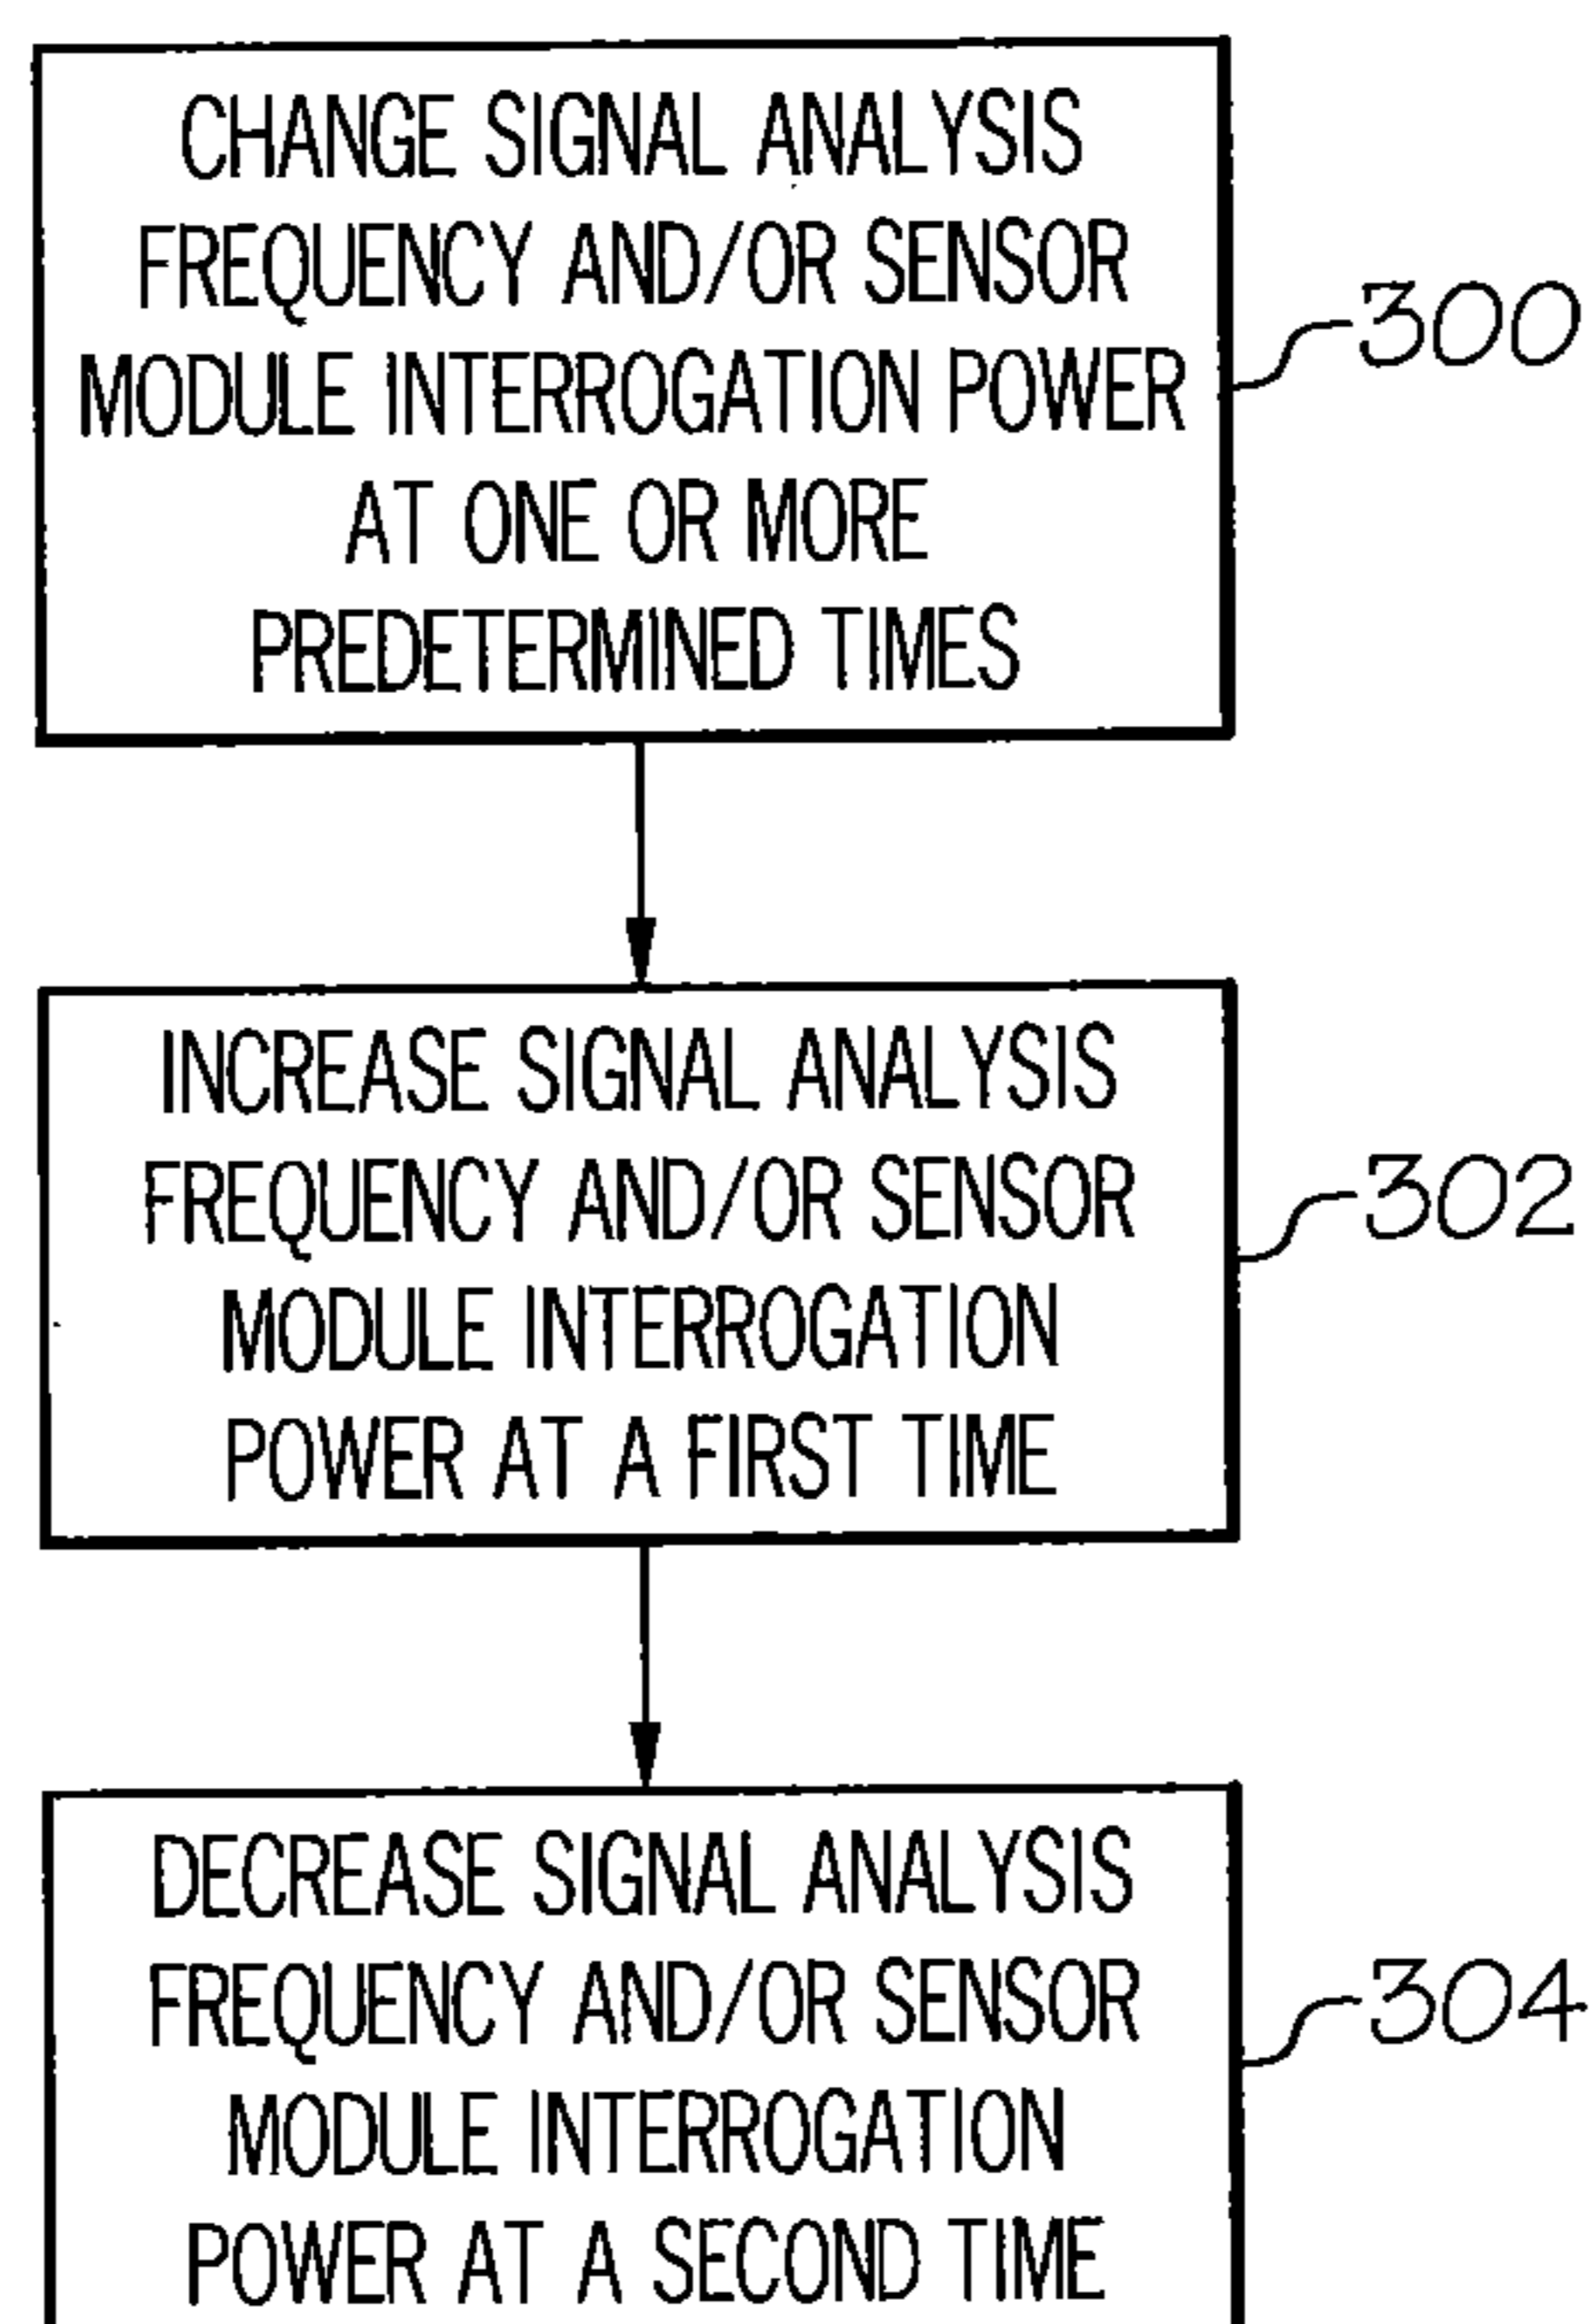 CHANGE SIGNAL ANALYSIS
FREQUENCY AND/OR SENSOR
MODULE INTERROGATION POWER
AT ONE OR MORE
PREDETERMINED TIMES
300
INCREASE SIGNAL ANALYSIS
FREQUENCY AND/OR SENSOR
MODULE INTERROGATION
POWER AT A FIRST TIME
302
DECREASE SIGNAL ANALYSIS
FREQUENCY AND/OR SENSOR
MODULE INTERROGATION
POWER AT A SECOND TIME
304